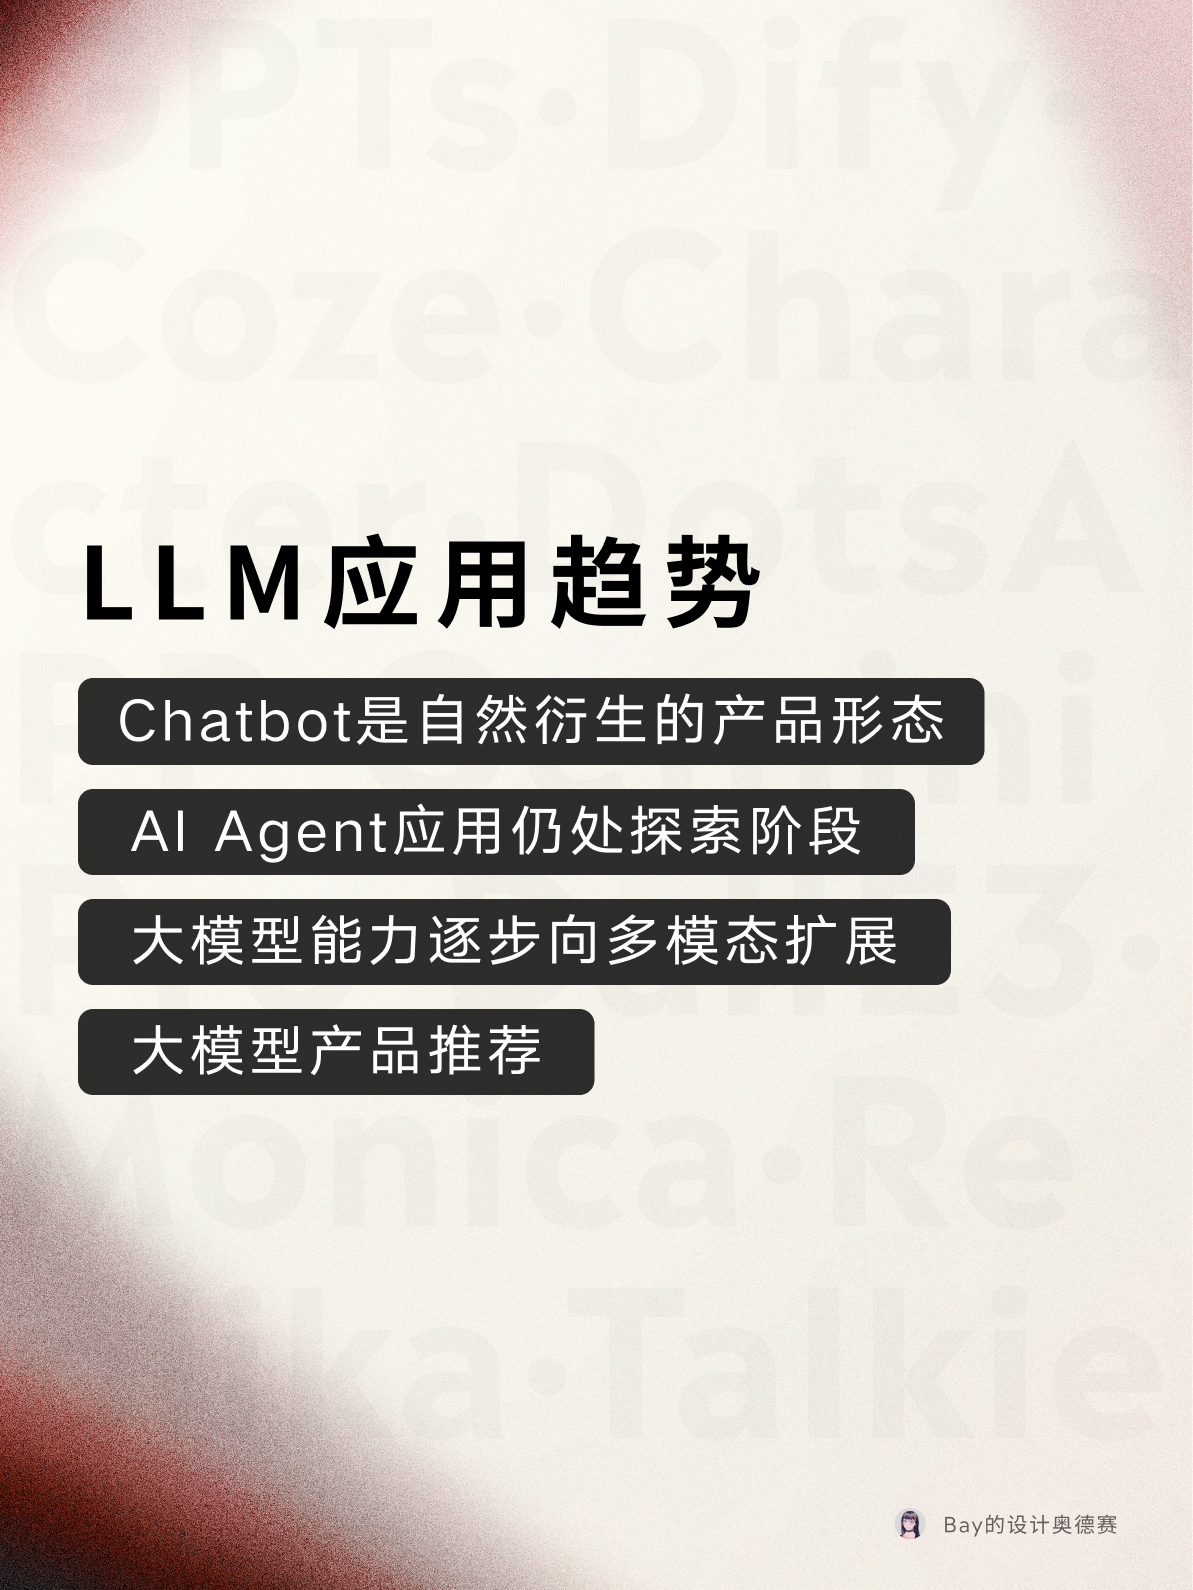 GPTs·Dify·
Coze·Chara
cter·DotsA
LLM应用趋势
Chatbot是自然衍生的产品形态
AI Agent应用仍处探索阶段
大模型能力逐步向多模态扩展
大模型产品推荐
Monica·Re
ka·Talkie
Bay的设计奥德赛